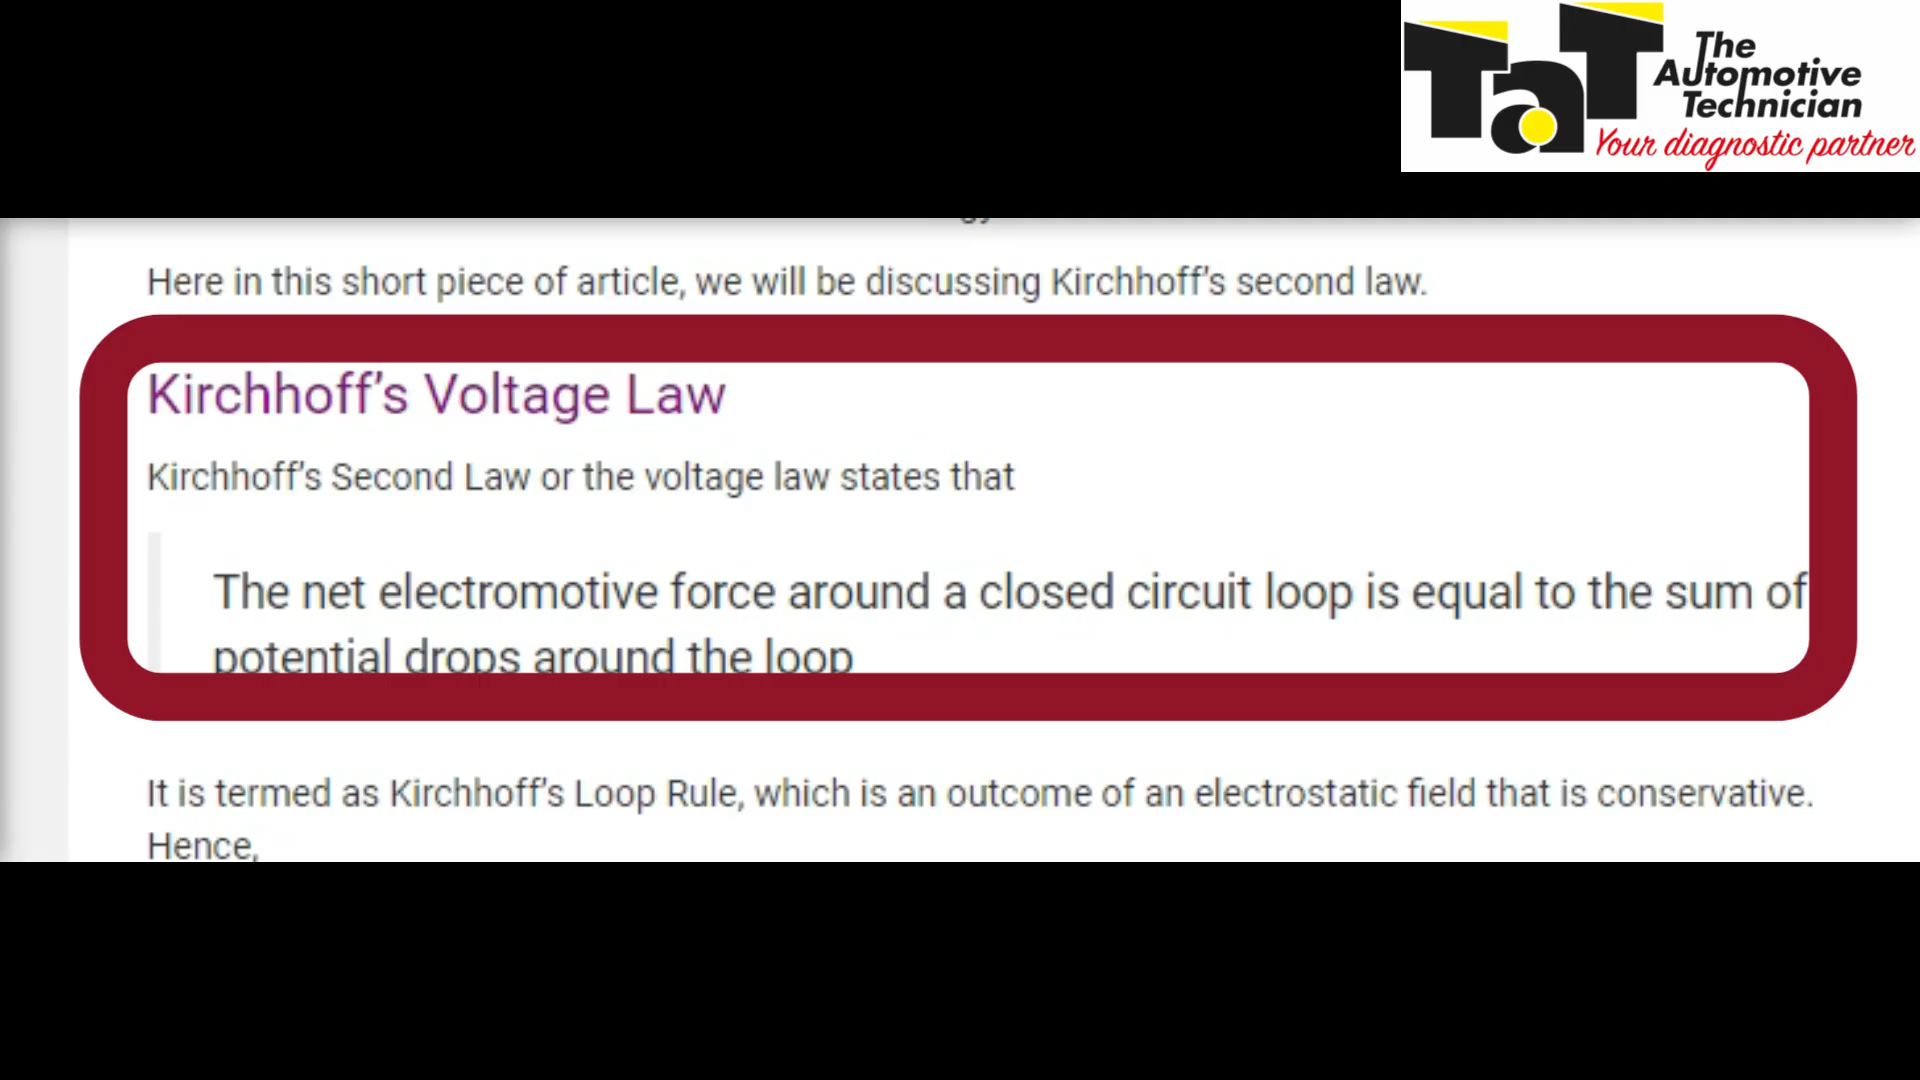 TaT
The
Automotive
Technician
Your diagnostic partner
Here in this short piece of article, we will be discussing Kirchhoff's second law.
Kirchhoff's Voltage Law
Kirchhoff's Second Law or the voltage law states that
The net electromotive force around a closed circuit loop is equal to the sum of
potential drops around the loop
It is termed as Kirchhoff's Loop Rule, which is an outcome of an electrostatic field that is conservative.
Hence,